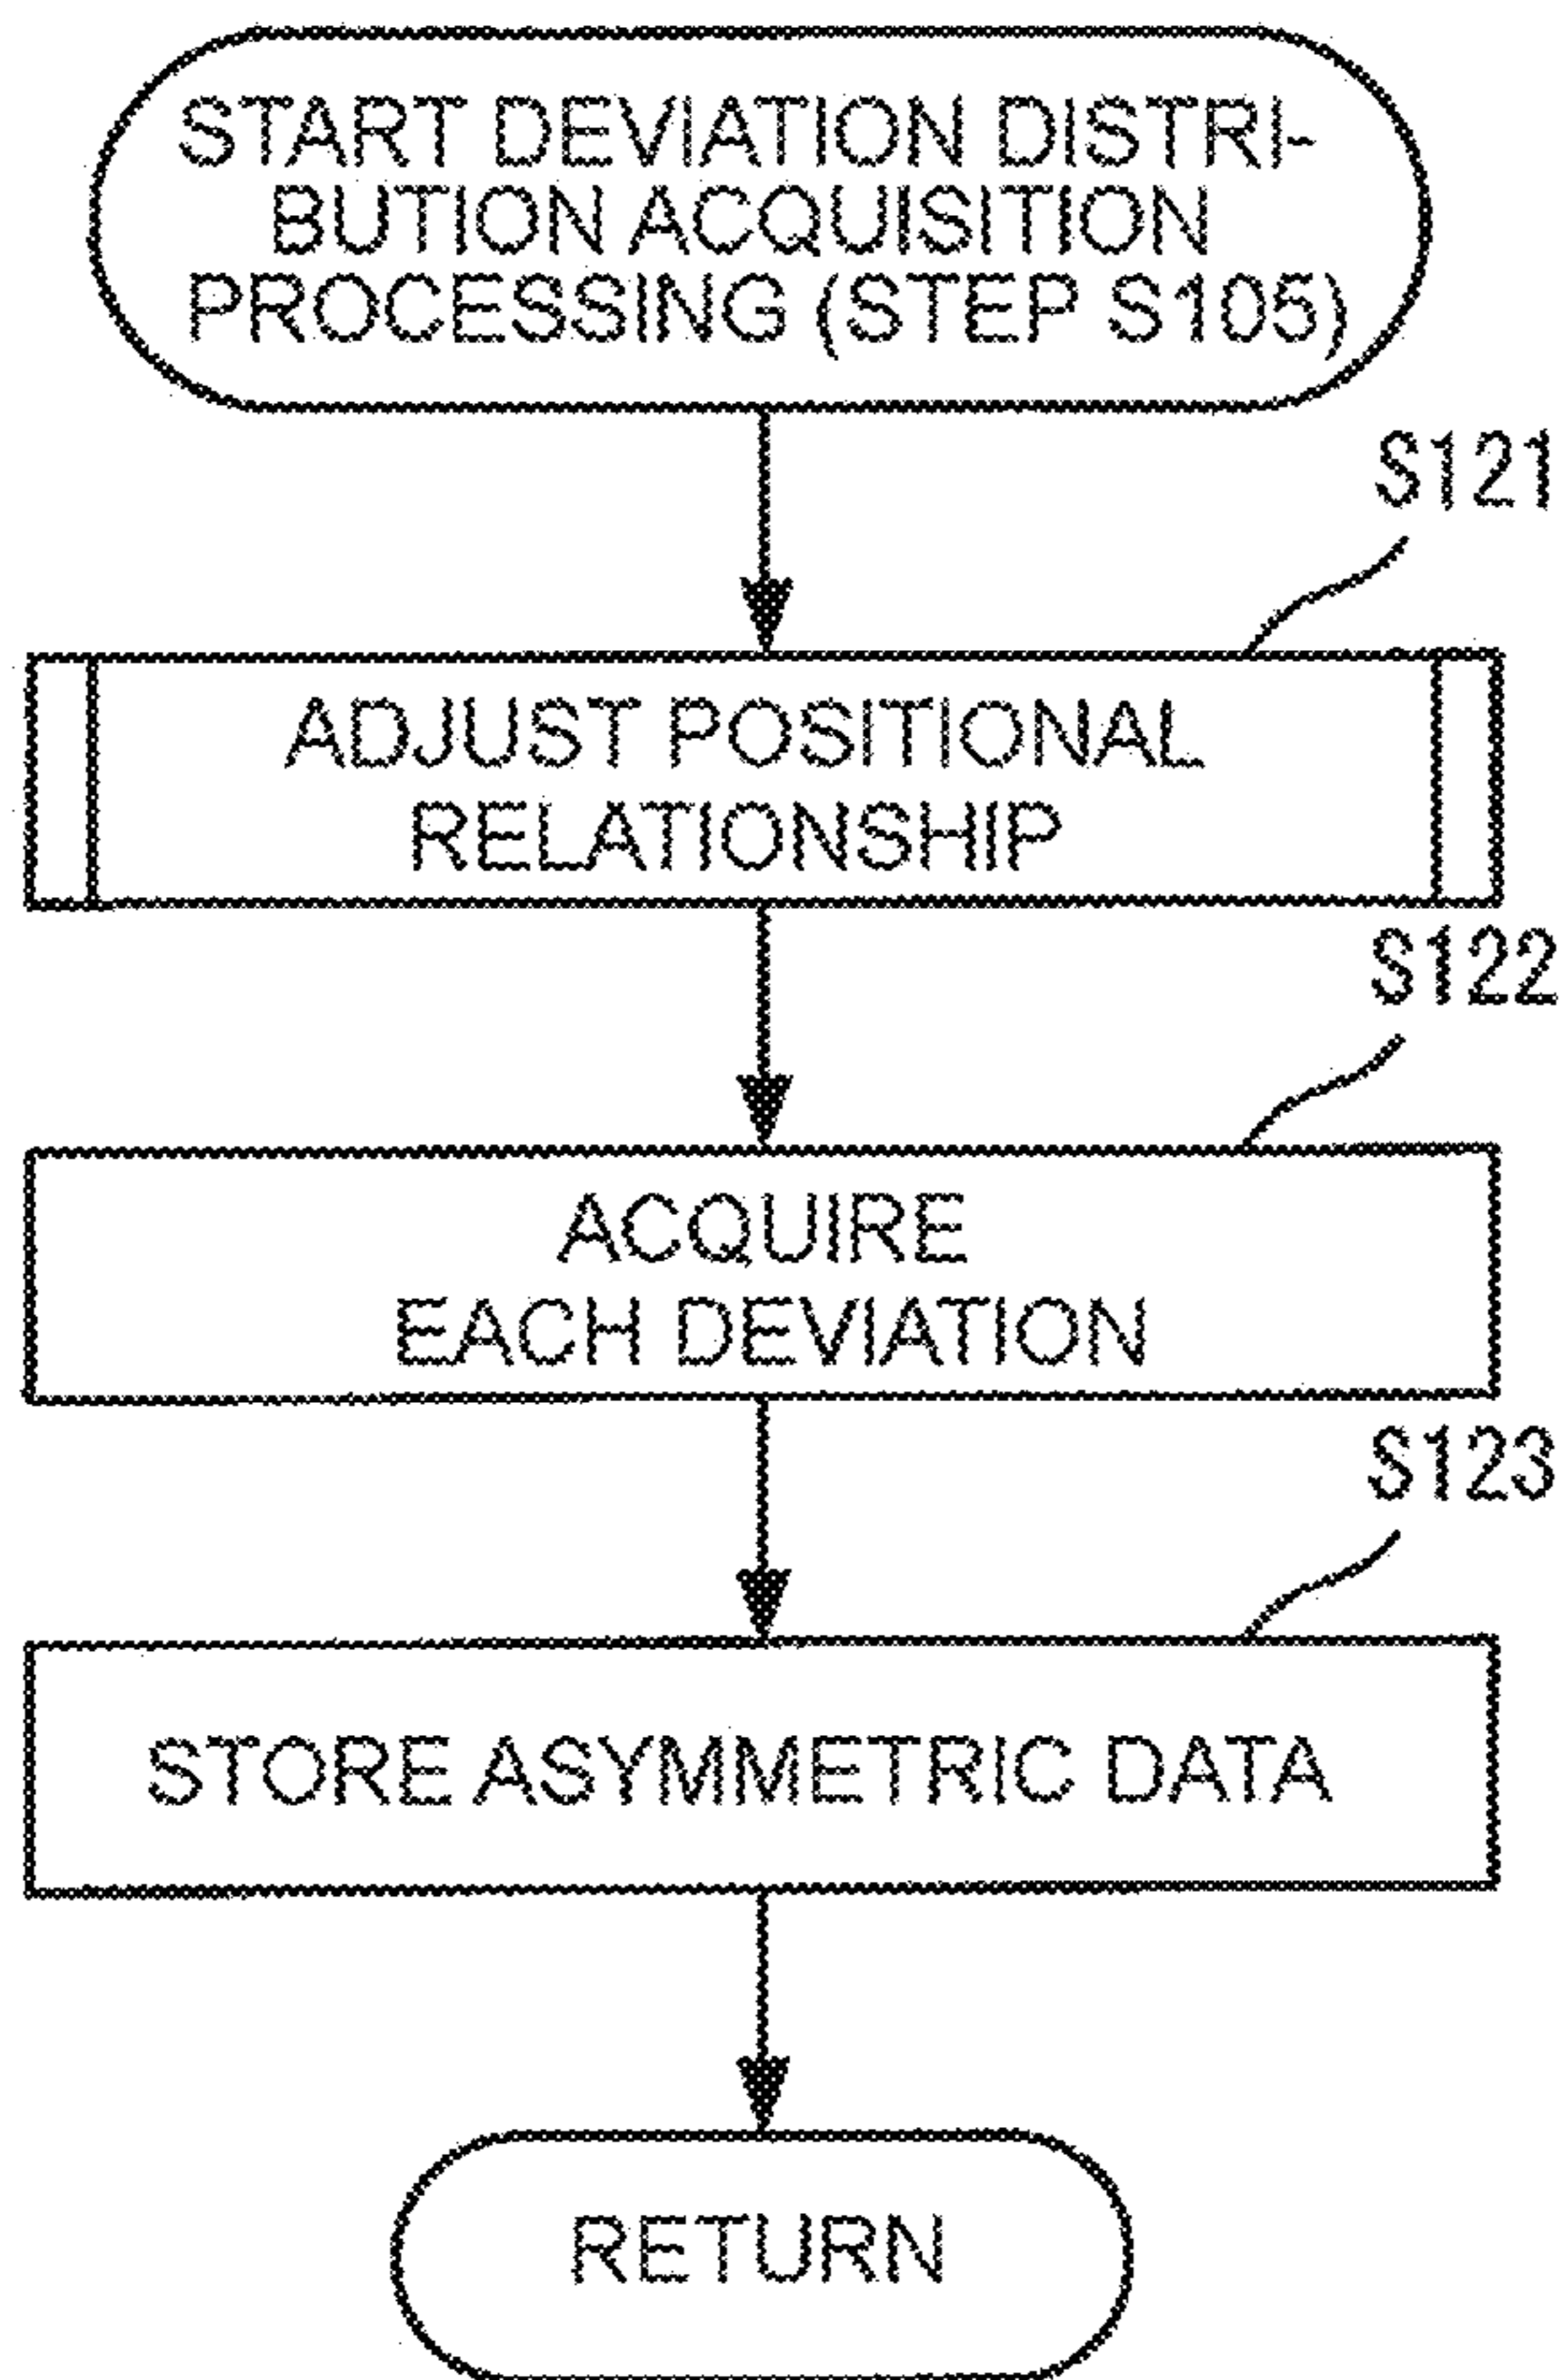 START DEVIATION DISTRI-
BUTION ACQUISITION
PROCESSING (STEP S105)
S121
ADJUST POSITIONAL
RELATIONSHIP
S122
ACQUIRE
EACH DEVIATION
S123
STORE ASYMMETRIC DATA
RETURN